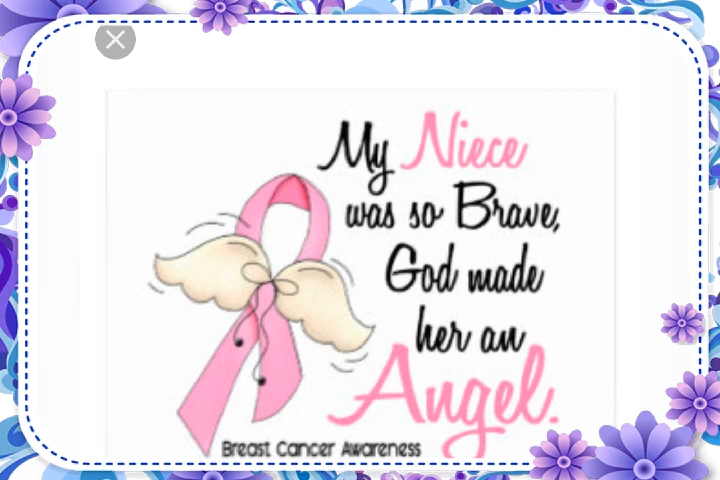 My Niece
was so Brave,
God made
her an
Angel.
Breast Cancer Awareness